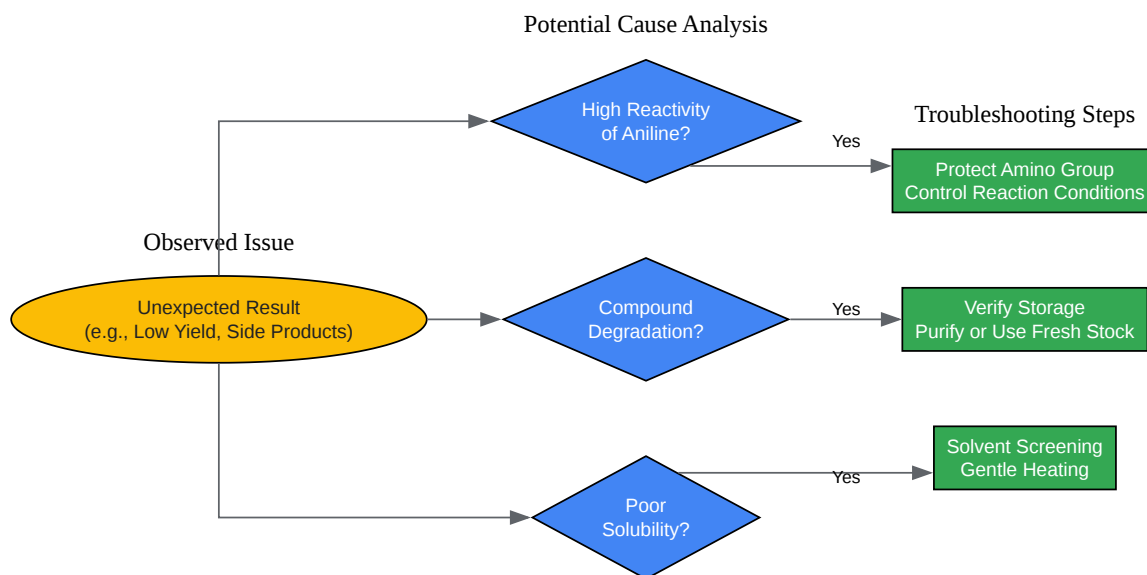 Potential Cause Analysis
High Reactivity
of Aniline?
Yes
Troubleshooting Steps
Protect Amino Group
Control Reaction Conditions
Observed Issue
Unexpected Result
(e.g., Low Yield, Side Products)
Compound
Degradation?
Yes
Verify Storage
Purify or Use Fresh Stock
Poor
Solubility?
Yes
Solvent Screening
Gentle Heating